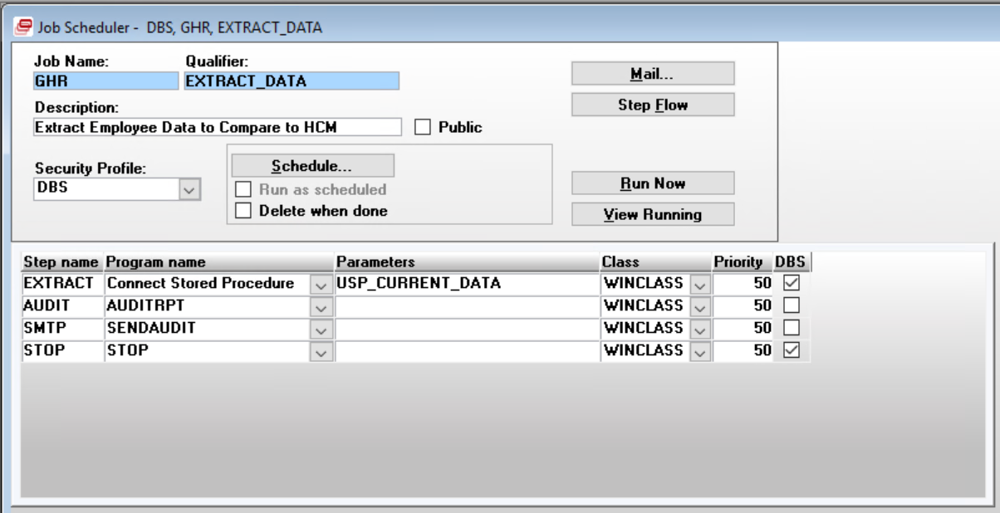 Job Scheduler - DBS, GHR, EXTRACT_DATA
Job Name: Qualifier:
GHR EXTRACT_DATA
Mail...
Description:
Step Flow
Extract Employee Data to Compare to HCM Public
Security Profile:
DBS
Schedule...
Run as scheduled
Delete when done
Run Now
View Running
Step name Program name Parameters Class Priority DBS
EXTRACT Connect Stored Procedure USP_CURRENT_DATA WINCLASS 50
AUDIT AUDITRPT WINCLASS 50
SMTP SENDAUDIT WINCLASS 50
STOP STOP WINCLASS 50